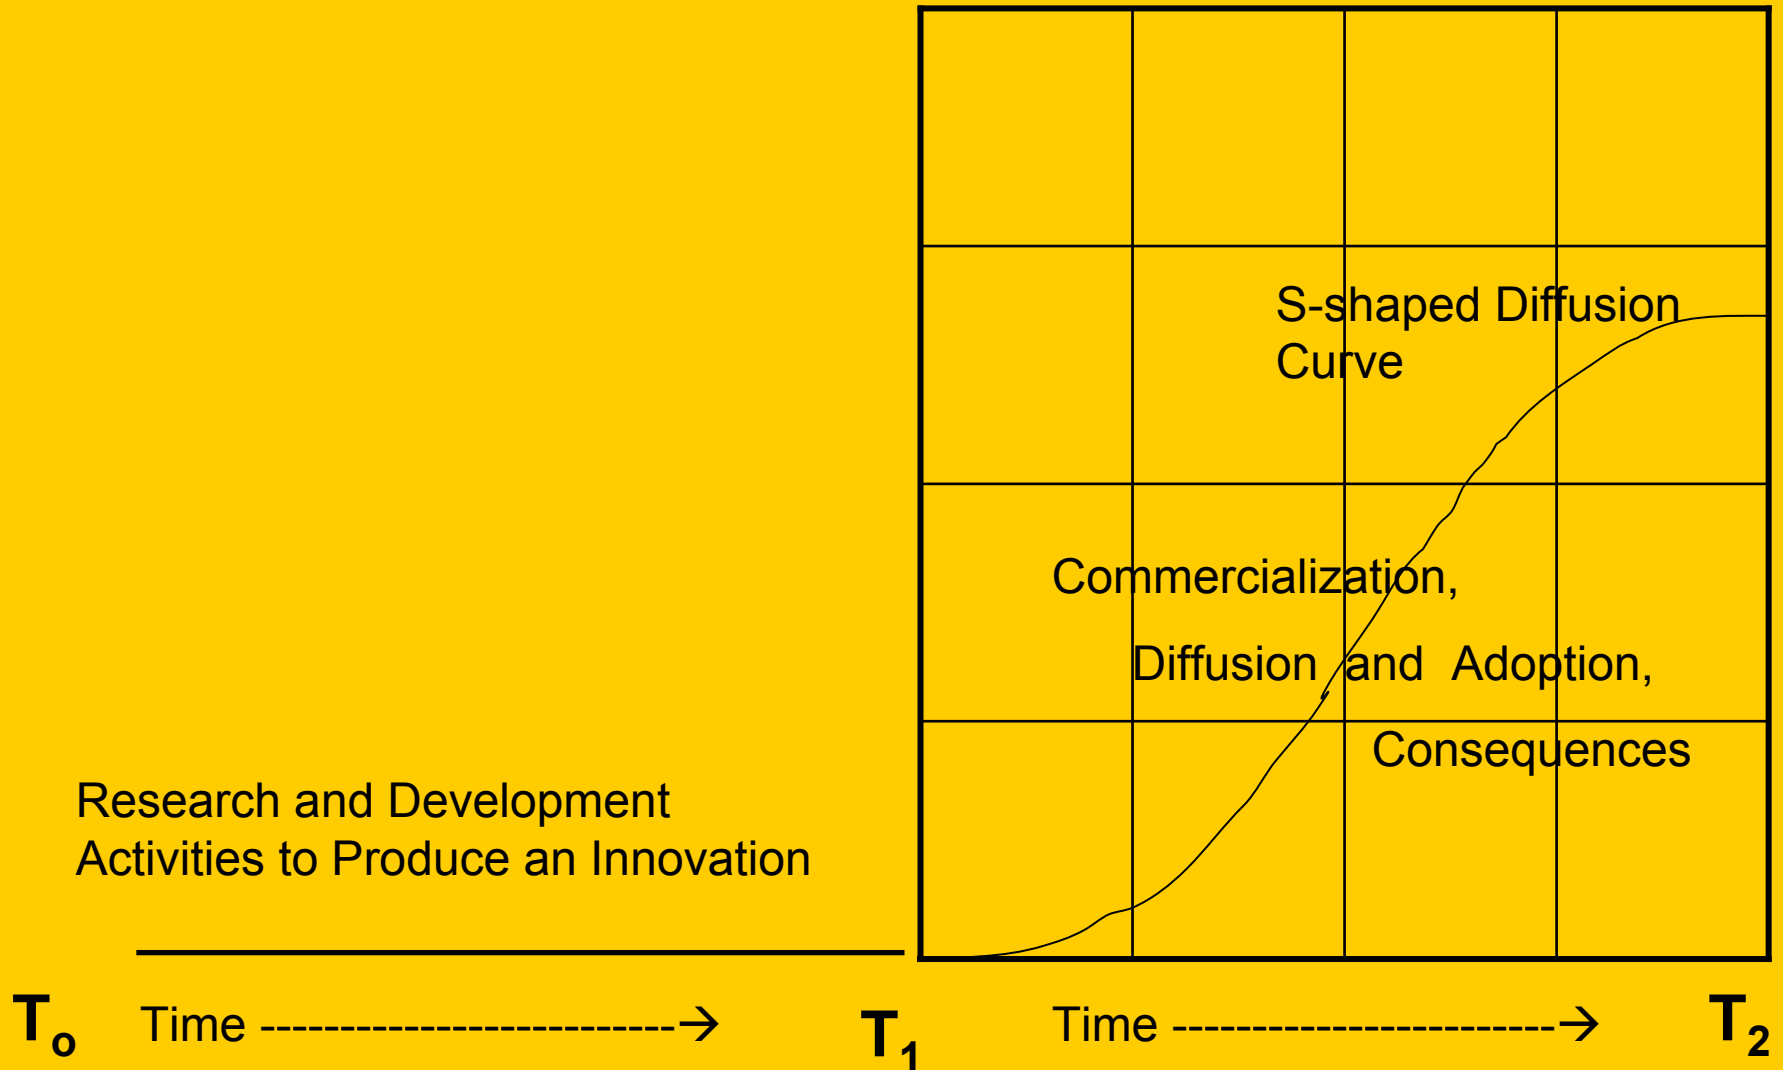 S-shaped Diffusion
Curve
Commercialization,
Diffusion and Adoption,
Consequences
Research and Development
Activities to Produce an Innovation
To Time --------------------------→ T1 Time ------------------------→ T2